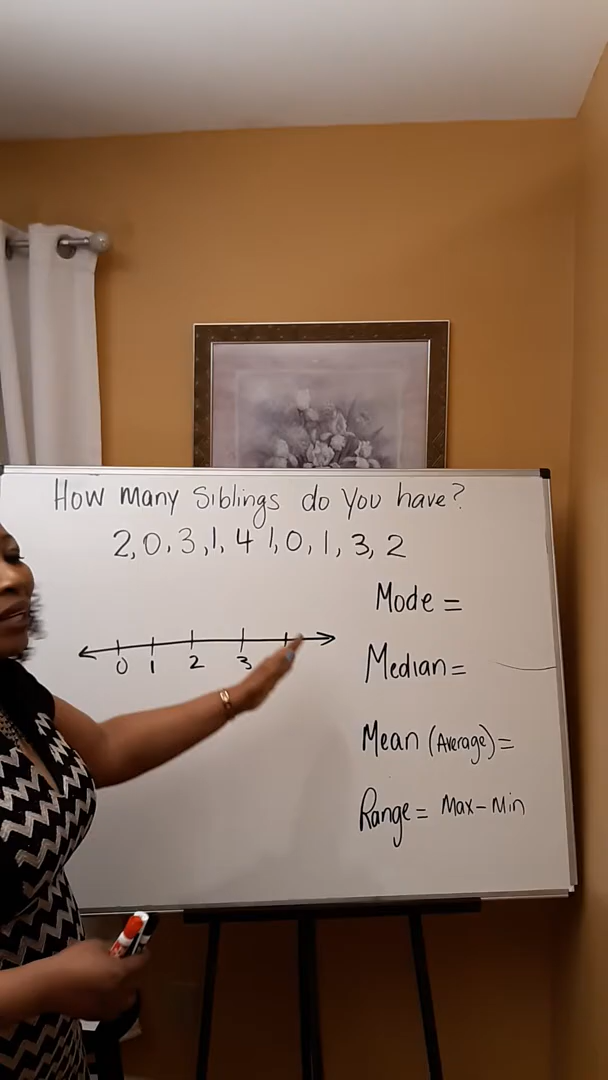 How many Siblings do you have?
2, 0, 3, 1, 4 1, 0, 1, 3, 2
Mode =
0 1 2 3
Median =
Mean (Average) =
Range = Max - Min